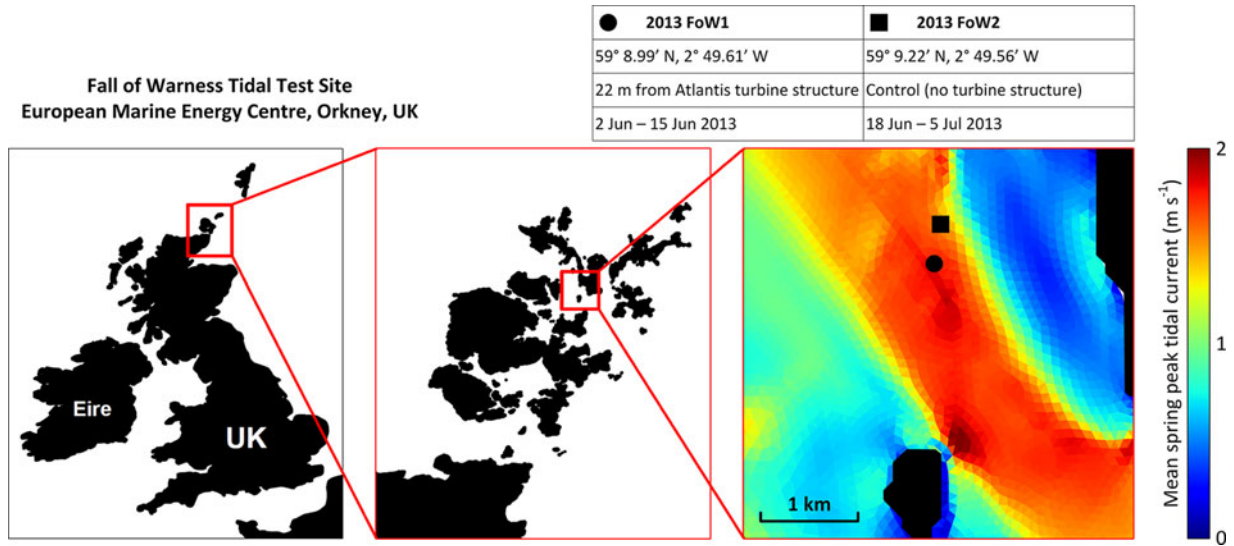 2013 FoW1 2013 FoW2
59° 8.99’ N, 2° 49.61’ W 59° 9.22’ N, 2° 49.56’ W
22 m from Atlantis turbine structure Control (no turbine structure)
2 Jun – 15 Jun 2013 18 Jun – 5 Jul 2013
Fall of Warness Tidal Test Site
European Marine Energy Centre, Orkney, UK
Eire
UK
1 km
2
1
0
Mean spring peak tidal current (m s-1)